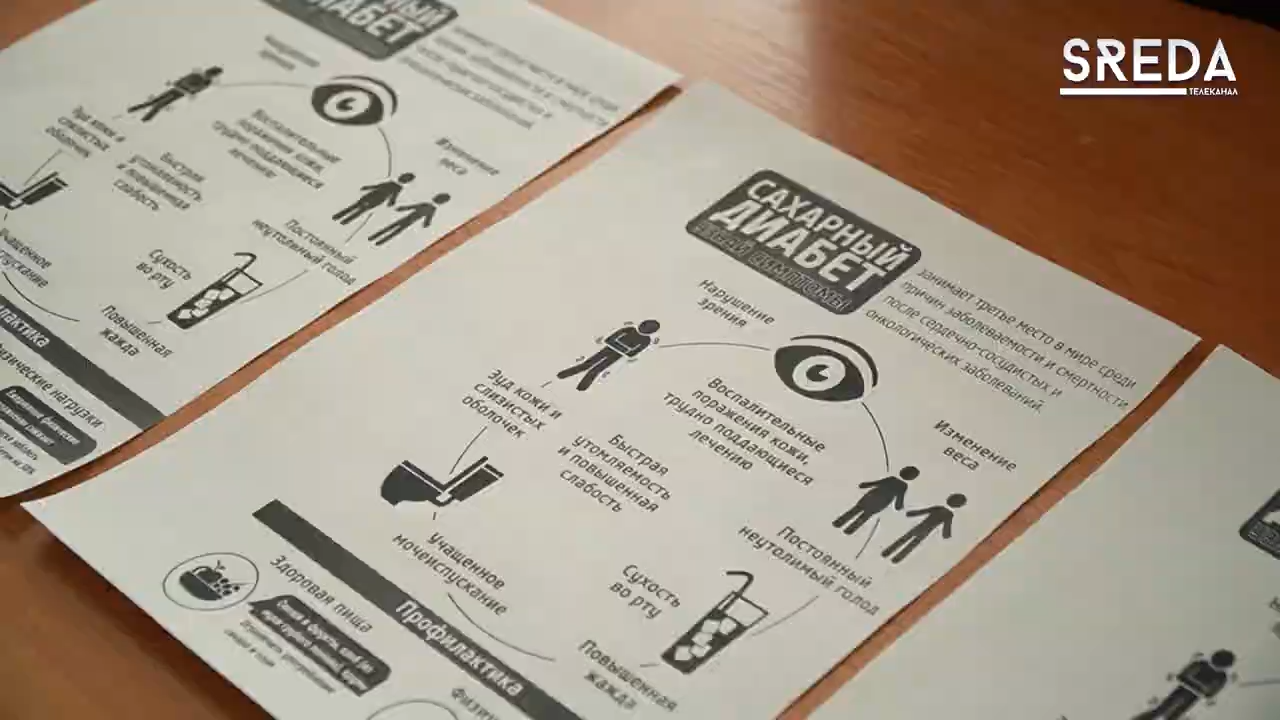 SREDA
ТЕЛЕКАНАЛ
ДИАБЕТ
Воспалительные
поражения кожи,
трудно поддающиеся
лечению
Изменение
веса
Зуд кожи и
слизистых
оболочек
Быстрая
утомляемость
и повышенная
слабость
Постоянный
неутолимый голод
Сухость
во рту
Повышенная
жажда
физические нагрузки
САХАРНЫЙ
ДИАБЕТ
занимает третье место в мире среди
причин заболеваемости и смертности
после сердечно-сосудистых и
онкологических заболеваний.
Нарушение
зрения
Зуд кожи и
слизистых
оболочек
Воспалительные
поражения кожи,
трудно поддающиеся
лечению
Быстрая
утомляемость
и повышенная
слабость
Изменение
веса
Учащенное
мочеиспускание
Постоянный
неутолимый голод
Сухость
во рту
Повышенная
жажда
Профилактика
Здоровая пища